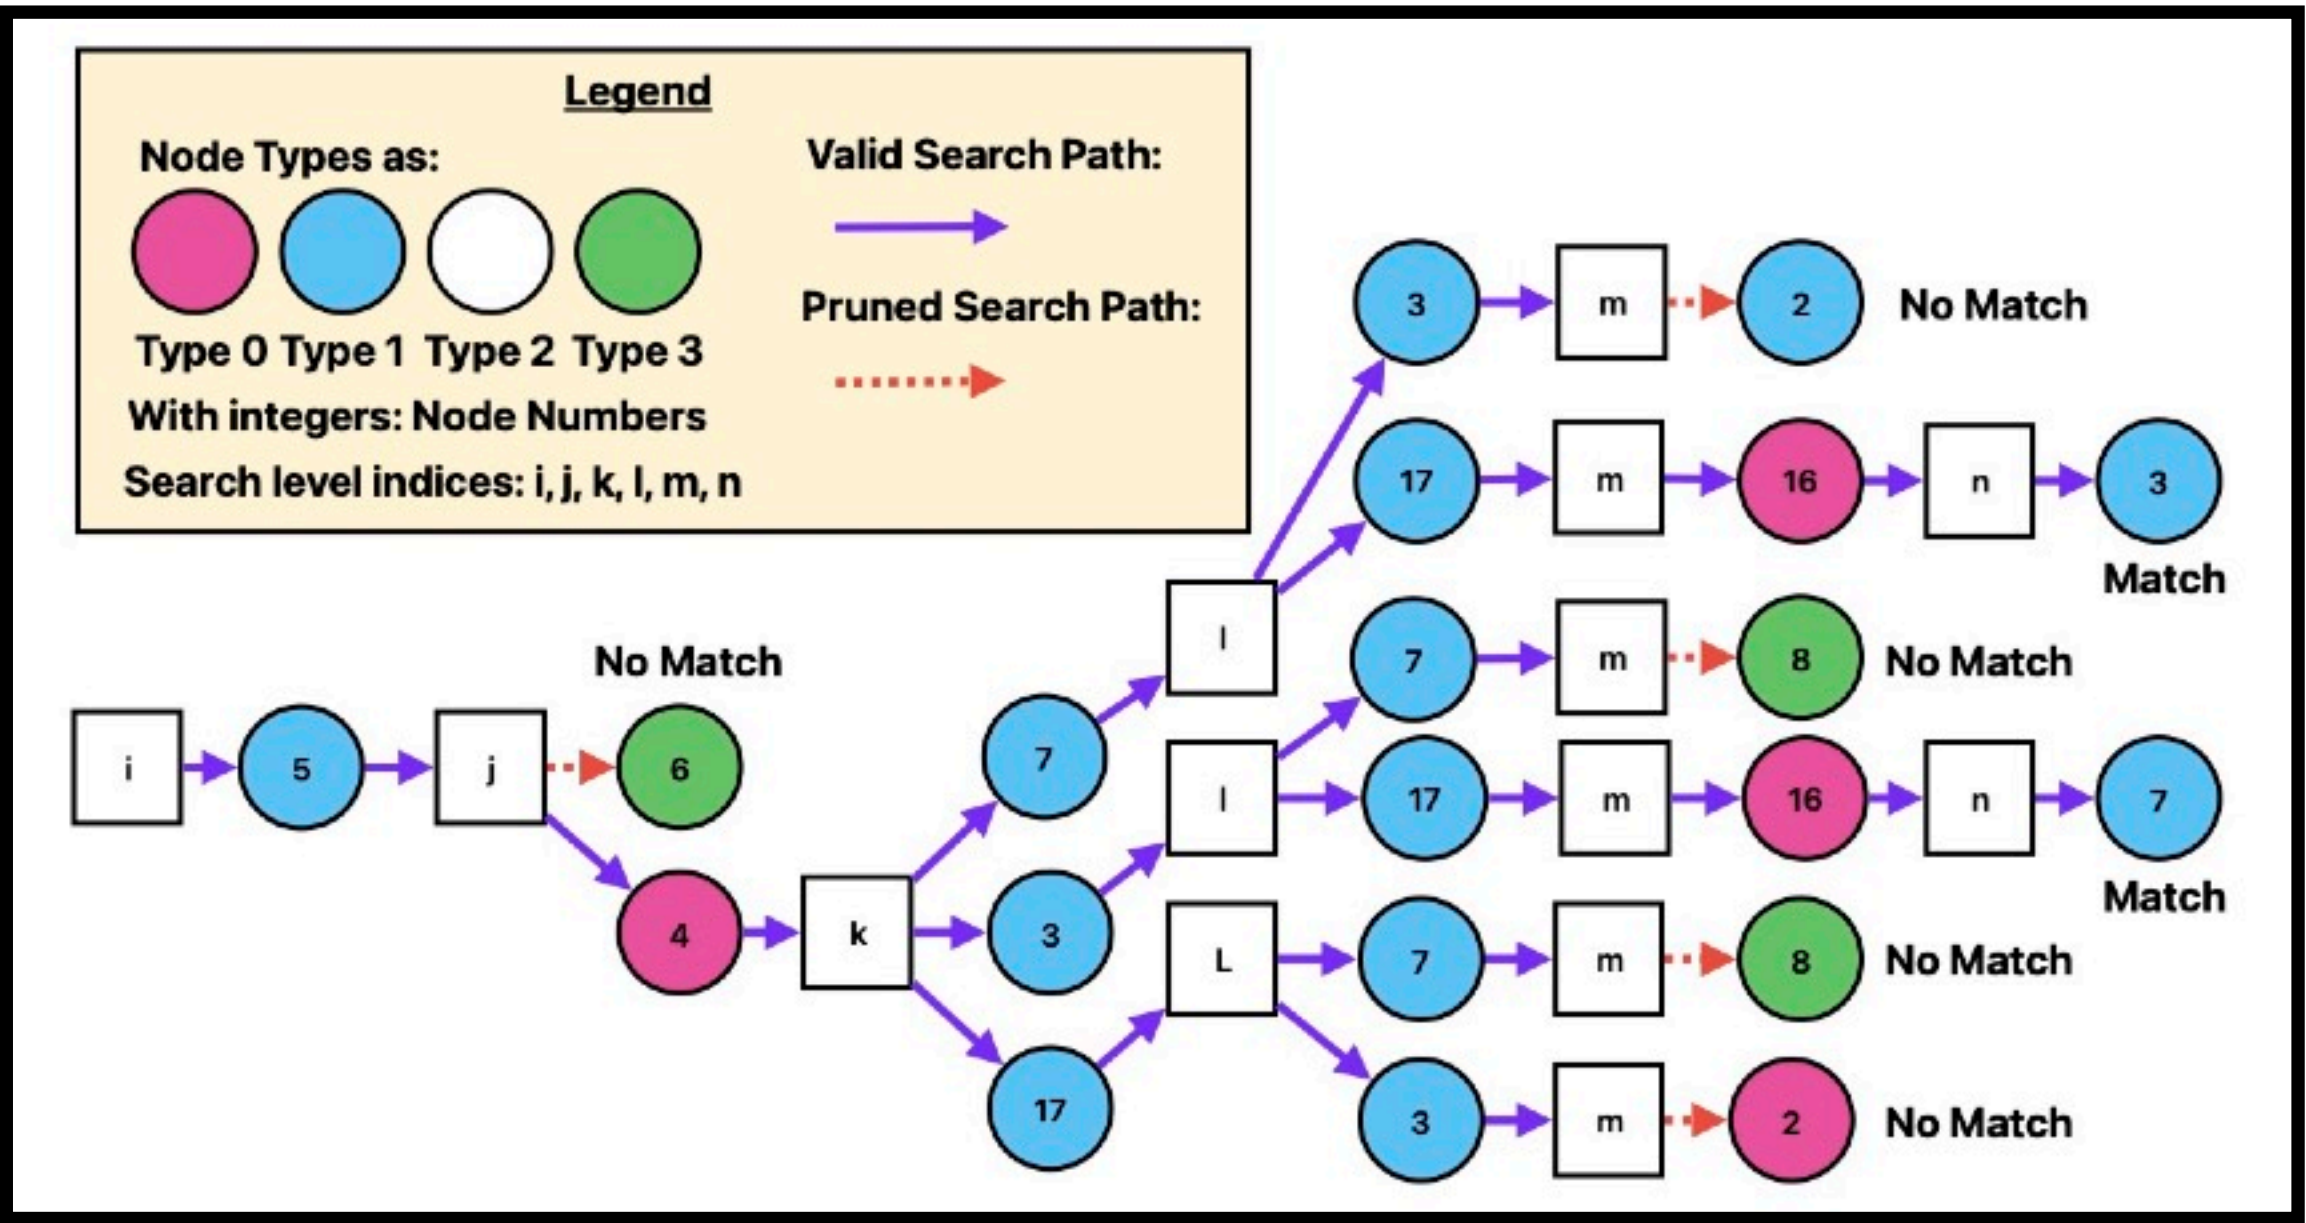 Legend
Node Types as:
Type 0 Type 1 Type 2 Type 3
With integers: Node Numbers
Search level indices: i, j, k, l, m, n
Valid Search Path:
Pruned Search Path:
3 m 2 No Match
17 m 16 n 3
Match
l
7 m 8 No Match
No Match
i 5 j 6
7
l 17 m 16 n 7
Match
4 k 3
L 7 m 8 No Match
17
3 m 2 No Match